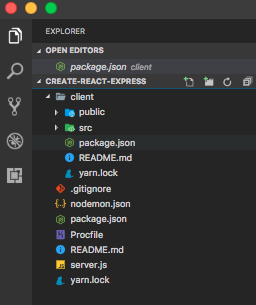 EXPLORER
OPEN EDITORS
package.json client
CREATE-REACT-EXPRESS
client
public
src
package.json
README.md
yarn.lock
.gitignore
{..} nodemon.json
package.json
Procfile
README.md
JS server.js
yarn.lock